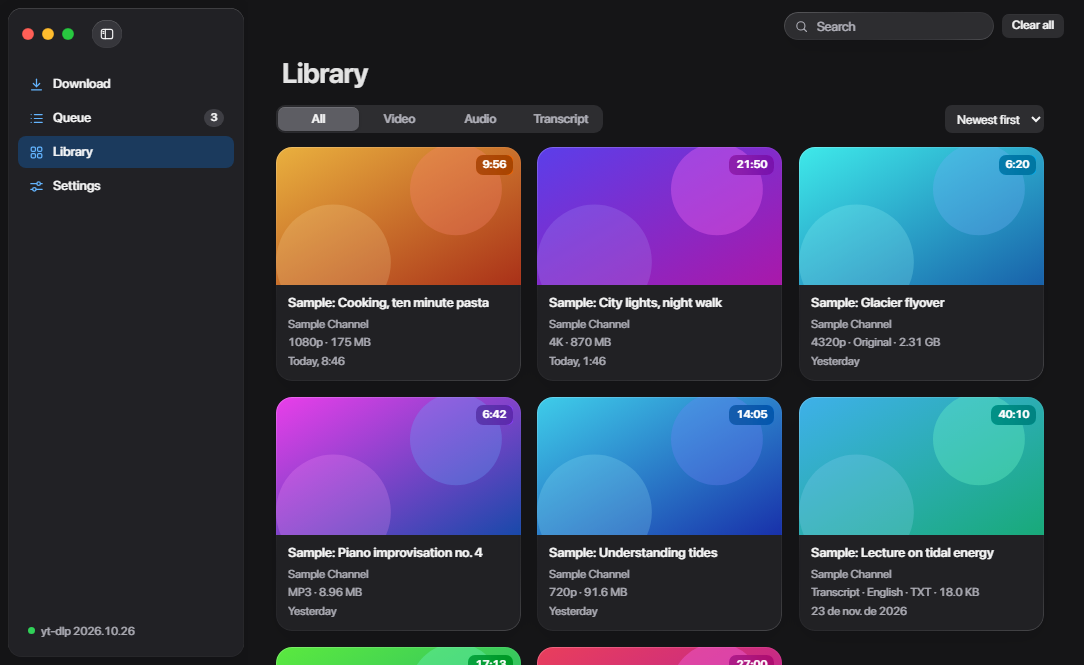 Search
Clear all
Download
Queue
3
Library
Settings
yt-dlp 2026.10.26
Library
All
Video
Audio
Transcript
Newest first
9:56
Sample: Cooking, ten minute pasta
Sample Channel
1080p · 175 MB
Today, 8:46
21:50
Sample: City lights, night walk
Sample Channel
4K · 870 MB
Today, 1:46
6:20
Sample: Glacier flyover
Sample Channel
4320p · Original · 2.31 GB
Yesterday
6:42
Sample: Piano improvisation no. 4
Sample Channel
MP3 · 8.96 MB
Yesterday
14:05
Sample: Understanding tides
Sample Channel
720p · 91.6 MB
Yesterday
40:10
Sample: Lecture on tidal energy
Sample Channel
Transcript · English · TXT · 18.0 KB
23 de nov. de 2026
17:13
27:00